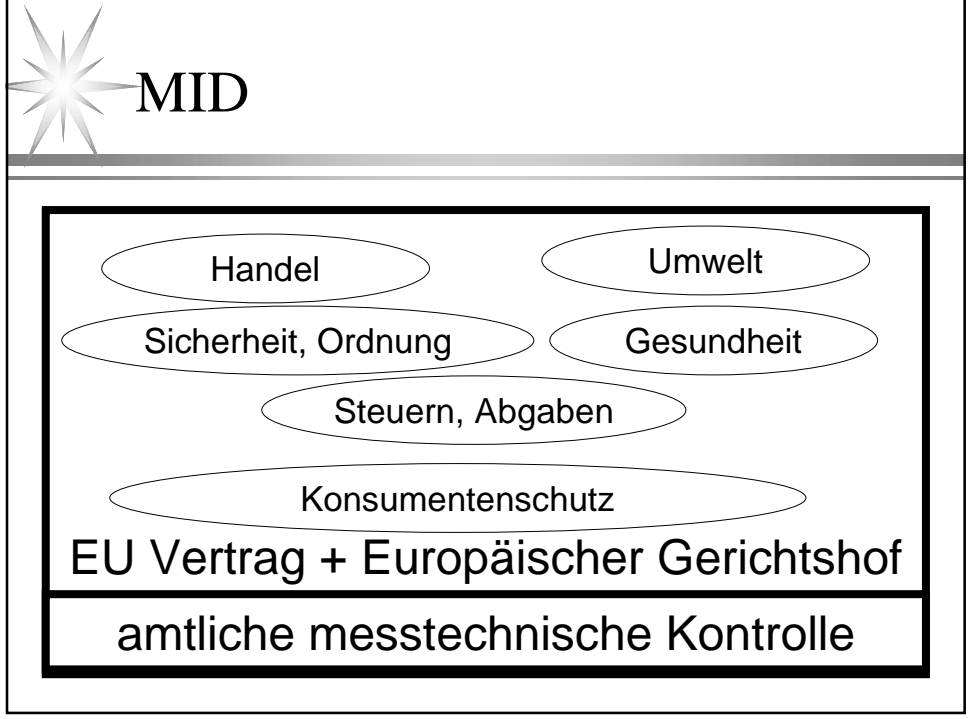 MID
Handel
Umwelt
Sicherheit, Ordnung
Gesundheit
Steuern, Abgaben
Konsumentenschutz
EU Vertrag + Europäischer Gerichtshof
amtliche messtechnische Kontrolle